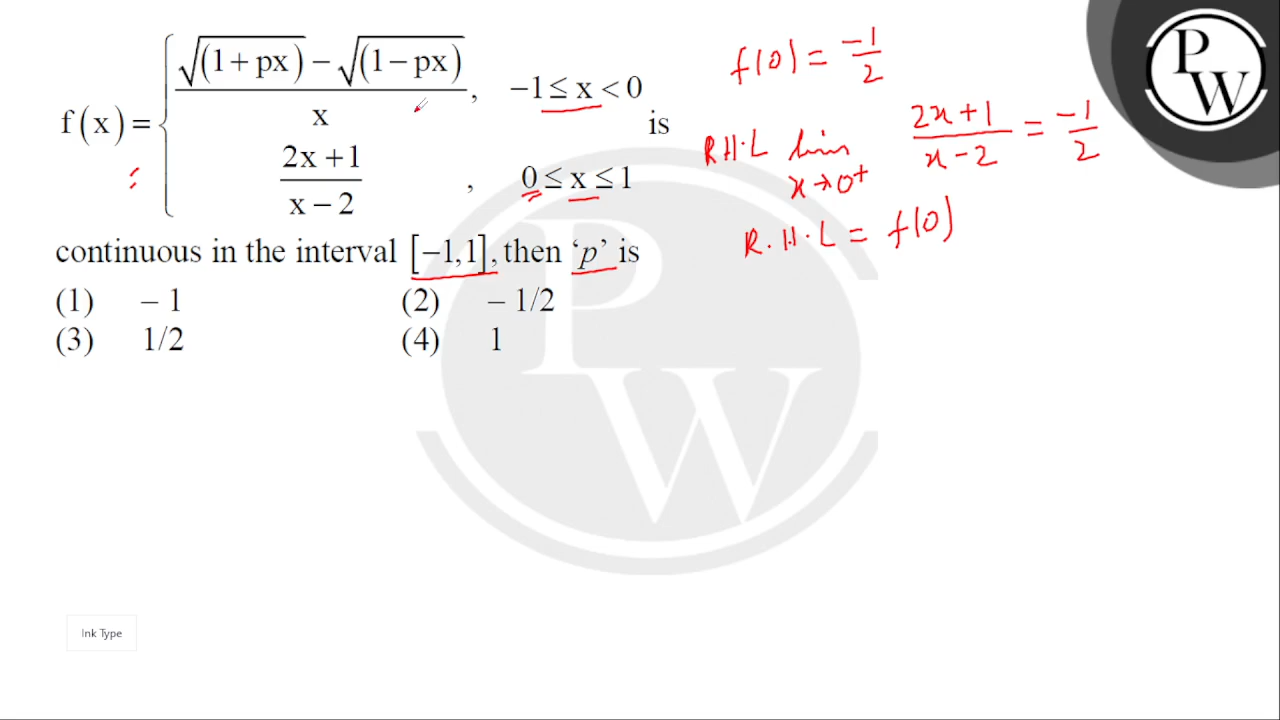 f(x) = { (√(1+px) − √(1−px)) / x , −1 ≤ x < 0
(2x+1) / (x−2) , 0 ≤ x ≤ 1 is
continuous in the interval [−1,1], then ‘p’ is
(1) – 1 (2) – 1/2
(3) 1/2 (4) 1
f(0) = -1/2
R.H.L lim x→0+ (2x+1)/(x-2) = -1/2
R.H.L = f(0)
PW
PW
Ink Type